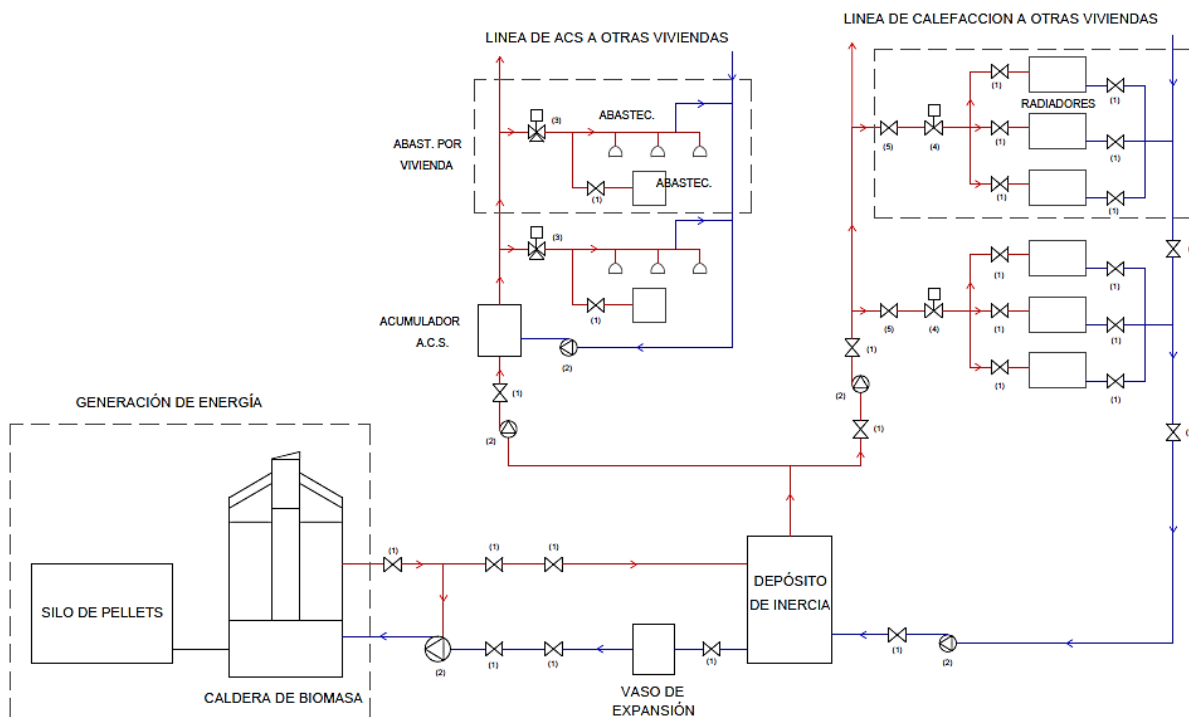 LINEA DE CALEFACCION A OTRAS VIVIENDAS
LINEA DE ACS A OTRAS VIVIENDAS
(1)
(1)
RADIADORES
ABASTEC.
(3)
ABAST. POR
VIVIENDA
(5)
(4)
(1)
(1)
ABASTEC.
(1)
(1)
(1)
(3)
(1)
(1)
ACUMULADOR
A.C.S.
(1)
(5)
(4)
(1)
(1)
(2)
(1)
(1)
(1)
(1)
(2)
GENERACIÓN DE ENERGÍA
(2)
(1)
(1)
(1)
(1)
DEPÓSITO
DE INERCIA
SILO DE PELLETS
(2)
(1)
(1)
(1)
(1)
(2)
CALDERA DE BIOMASA
VASO DE
EXPANSIÓN